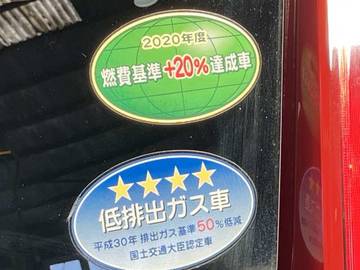 2020年度
燃費基準+20%達成車
★★★★
低排出ガス車
平成30年排出ガス基準50%低減
国土交通大臣認定車